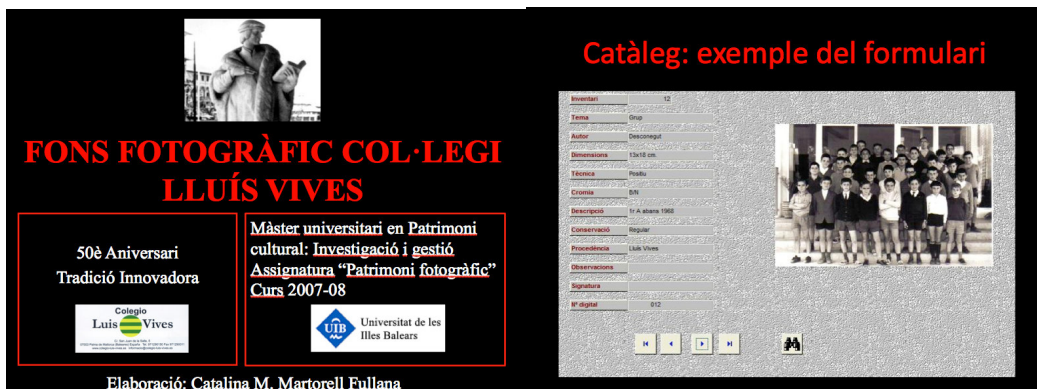 FONS FOTOGRÀFIC COL·LEGI
LLUÍS VIVES
50è Aniversari
Tradició Innovadora
Colegio
Luis Vives
Màster universitari en Patrimoni
cultural: Investigació i gestió
Assignatura “Patrimoni fotogràfic”
Curs 2007-08
UIB
Universitat de les
Illes Balears
Elaboració: Catalina M. Martorell Fullana
Catàleg: exemple del formulari
Inventari 12
Tema Grup
Autor Desconegut
Dimensions 13x18 cm
Tècnica Positiu
Cromia B/N
Descripció 1r A abans 1968
Conservació Regular
Procedència Lluis Vives
Observacions
Signatura
Nº digital 012